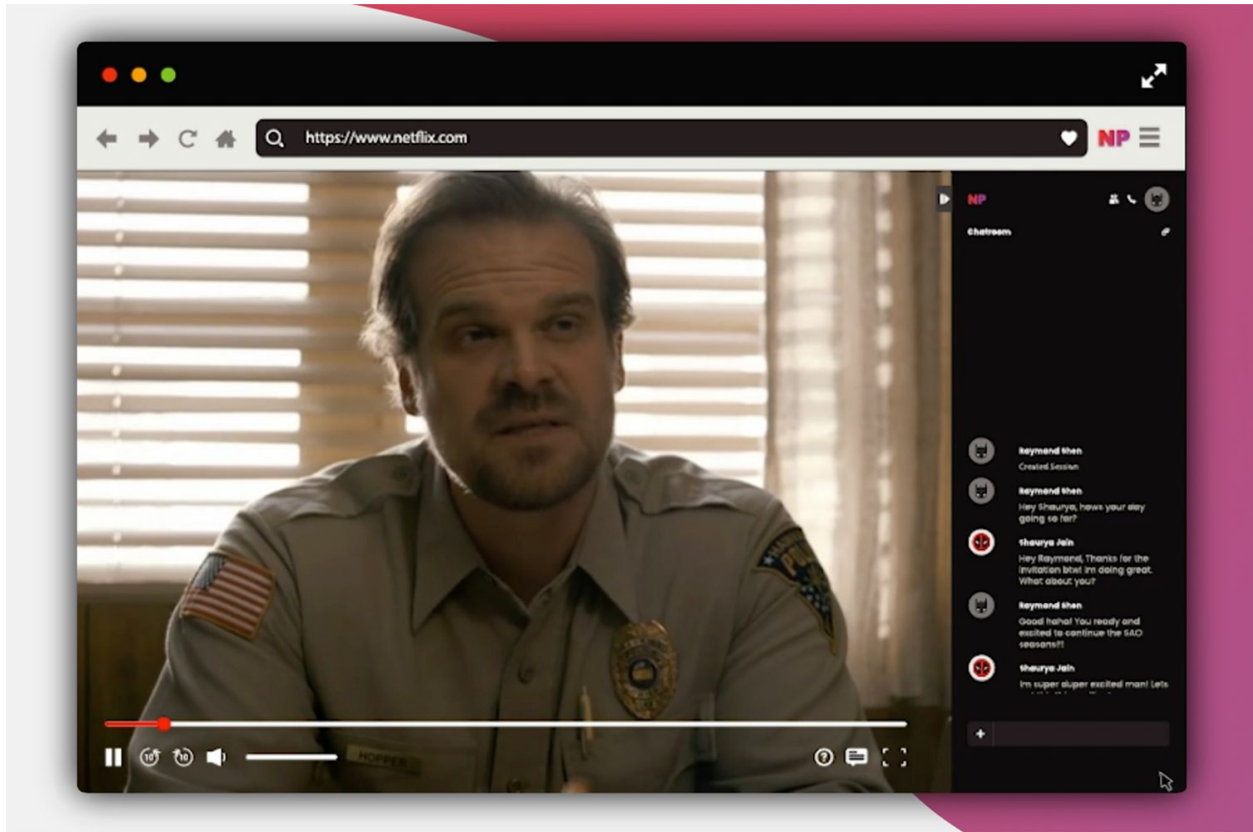 https://www.netflix.com
NP
NP
Chatroom
Raymond Shen
Created Session
Raymond Shen
Hey Shaurya, hows your day
going so far?
Shaurya Jain
Hey Raymond, Thanks for the
invitation btw! Im doing great.
What about you?
Raymond Shen
Good haha! You ready and
excited to continue the SAO
seasons?!
Shaurya Jain
Im super duper excited man! Lets
10
10
HOPPER